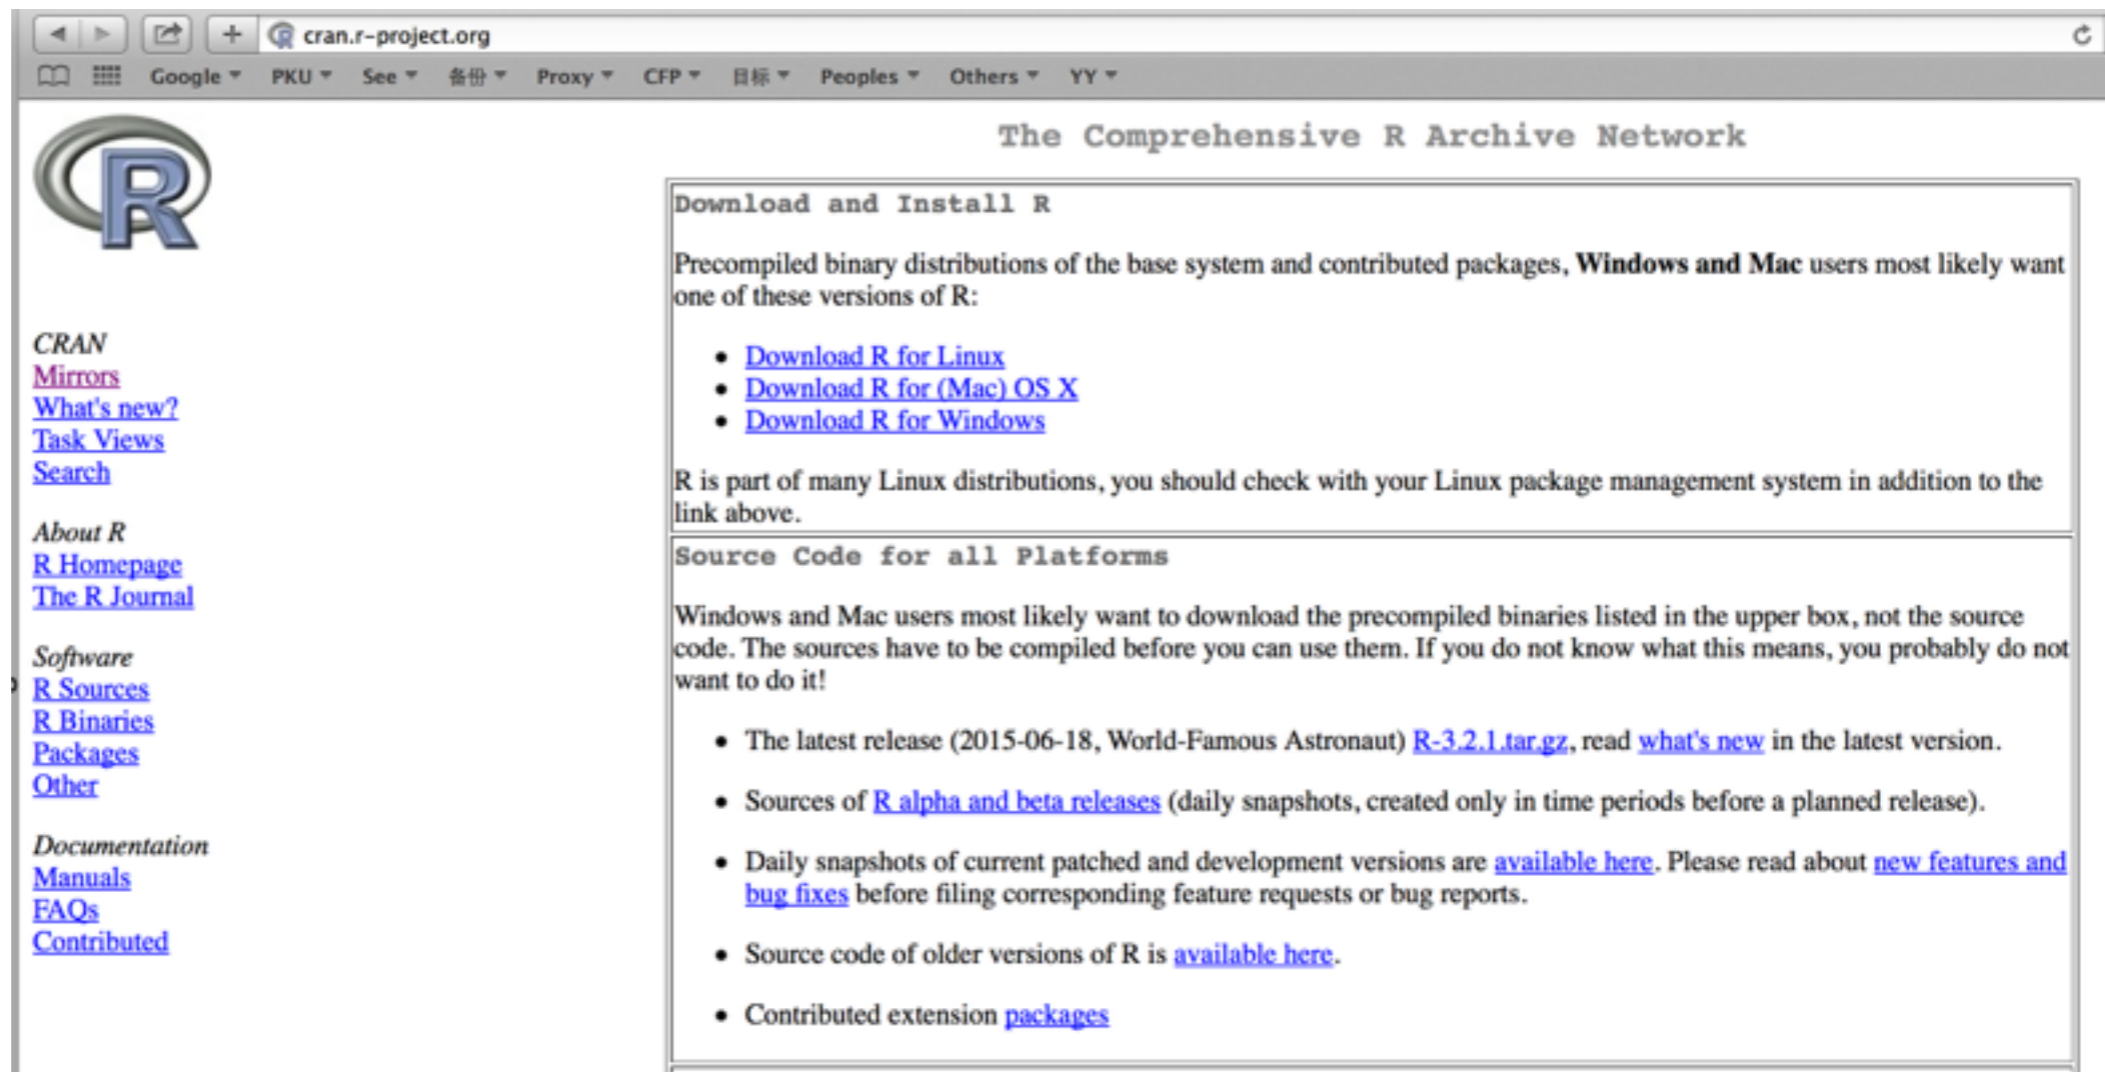 cran.r-project.org
Google PKU See 备份 Proxy CFP 目标 Peoples Others YY
R
The Comprehensive R Archive Network
CRAN
Mirrors
What's new?
Task Views
Search
About R
R Homepage
The R Journal
Software
R Sources
R Binaries
Packages
Other
Documentation
Manuals
FAQs
Contributed
Download and Install R
Precompiled binary distributions of the base system and contributed packages, Windows and Mac users most likely want
one of these versions of R:
• Download R for Linux
• Download R for (Mac) OS X
• Download R for Windows
R is part of many Linux distributions, you should check with your Linux package management system in addition to the
link above.
Source Code for all Platforms
Windows and Mac users most likely want to download the precompiled binaries listed in the upper box, not the source
code. The sources have to be compiled before you can use them. If you do not know what this means, you probably do not
want to do it!
• The latest release (2015-06-18, World-Famous Astronaut) R-3.2.1.tar.gz, read what's new in the latest version.
• Sources of R alpha and beta releases (daily snapshots, created only in time periods before a planned release).
• Daily snapshots of current patched and development versions are available here. Please read about new features and
bug fixes before filing corresponding feature requests or bug reports.
• Source code of older versions of R is available here.
• Contributed extension packages